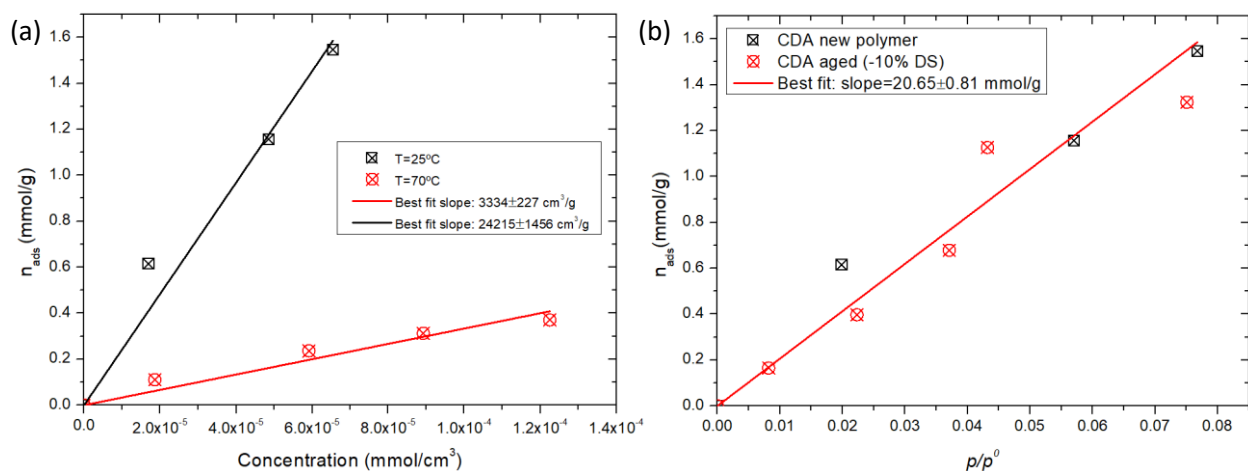 (a)
1.6
1.4
1.2
1.0
0.8
0.6
0.4
0.2
0.0
n_ads (mmol/g)
T=25ºC
T=70ºC
Best fit slope: 3334±227 cm³/g
Best fit slope: 24215±1456 cm³/g
0.0 2.0x10⁻⁵ 4.0x10⁻⁵ 6.0x10⁻⁵ 8.0x10⁻⁵ 1.0x10⁻⁴ 1.2x10⁻⁴ 1.4x10⁻⁴
Concentration (mmol/cm³)
(b)
1.6
1.4
1.2
1.0
0.8
0.6
0.4
0.2
0.0
n_ads(mmol/g)
CDA new polymer
CDA aged (-10% DS)
Best fit: slope=20.65±0.81 mmol/g
0.00 0.01 0.02 0.03 0.04 0.05 0.06 0.07 0.08
p/p⁰